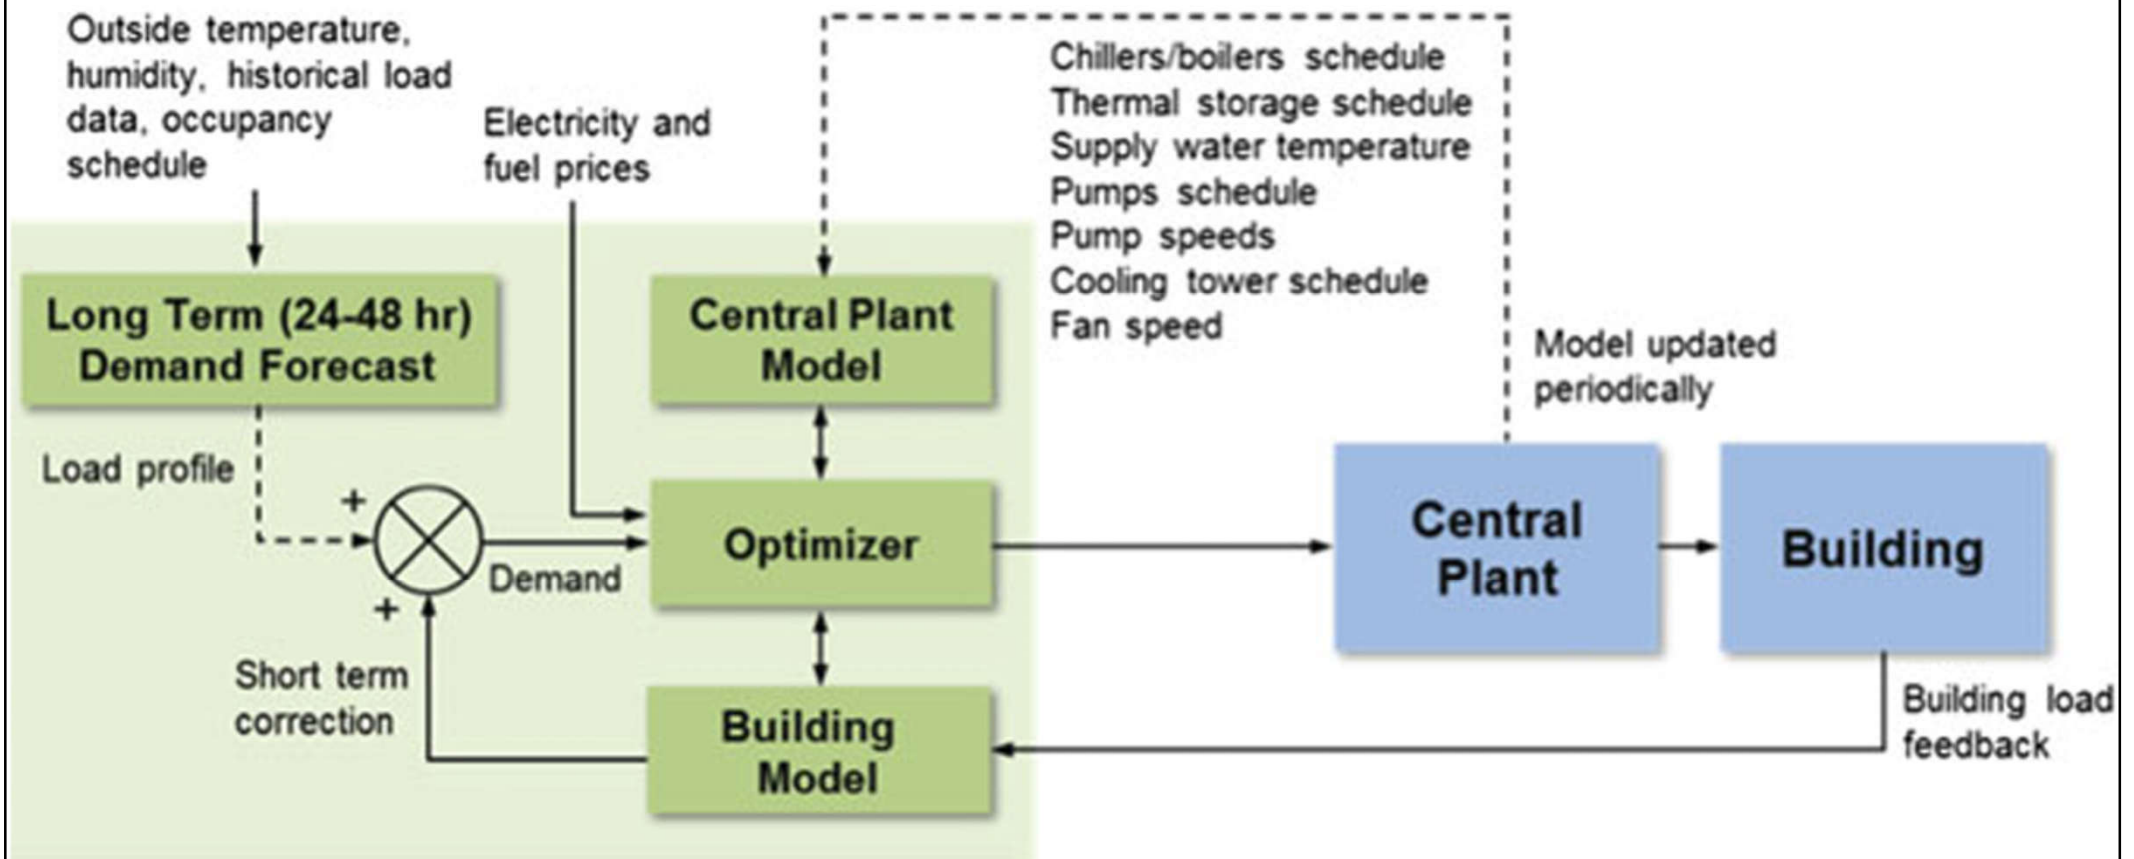 Outside temperature,
humidity, historical load
data, occupancy
schedule
Electricity and
fuel prices
Chillers/boilers schedule
Thermal storage schedule
Supply water temperature
Pumps schedule
Pump speeds
Cooling tower schedule
Fan speed
Model updated
periodically
Long Term (24-48 hr)
Demand Forecast
Central Plant
Model
Load profile
+
Optimizer
Demand
+
Central
Plant
Building
Short term
correction
Building
Model
Building load
feedback